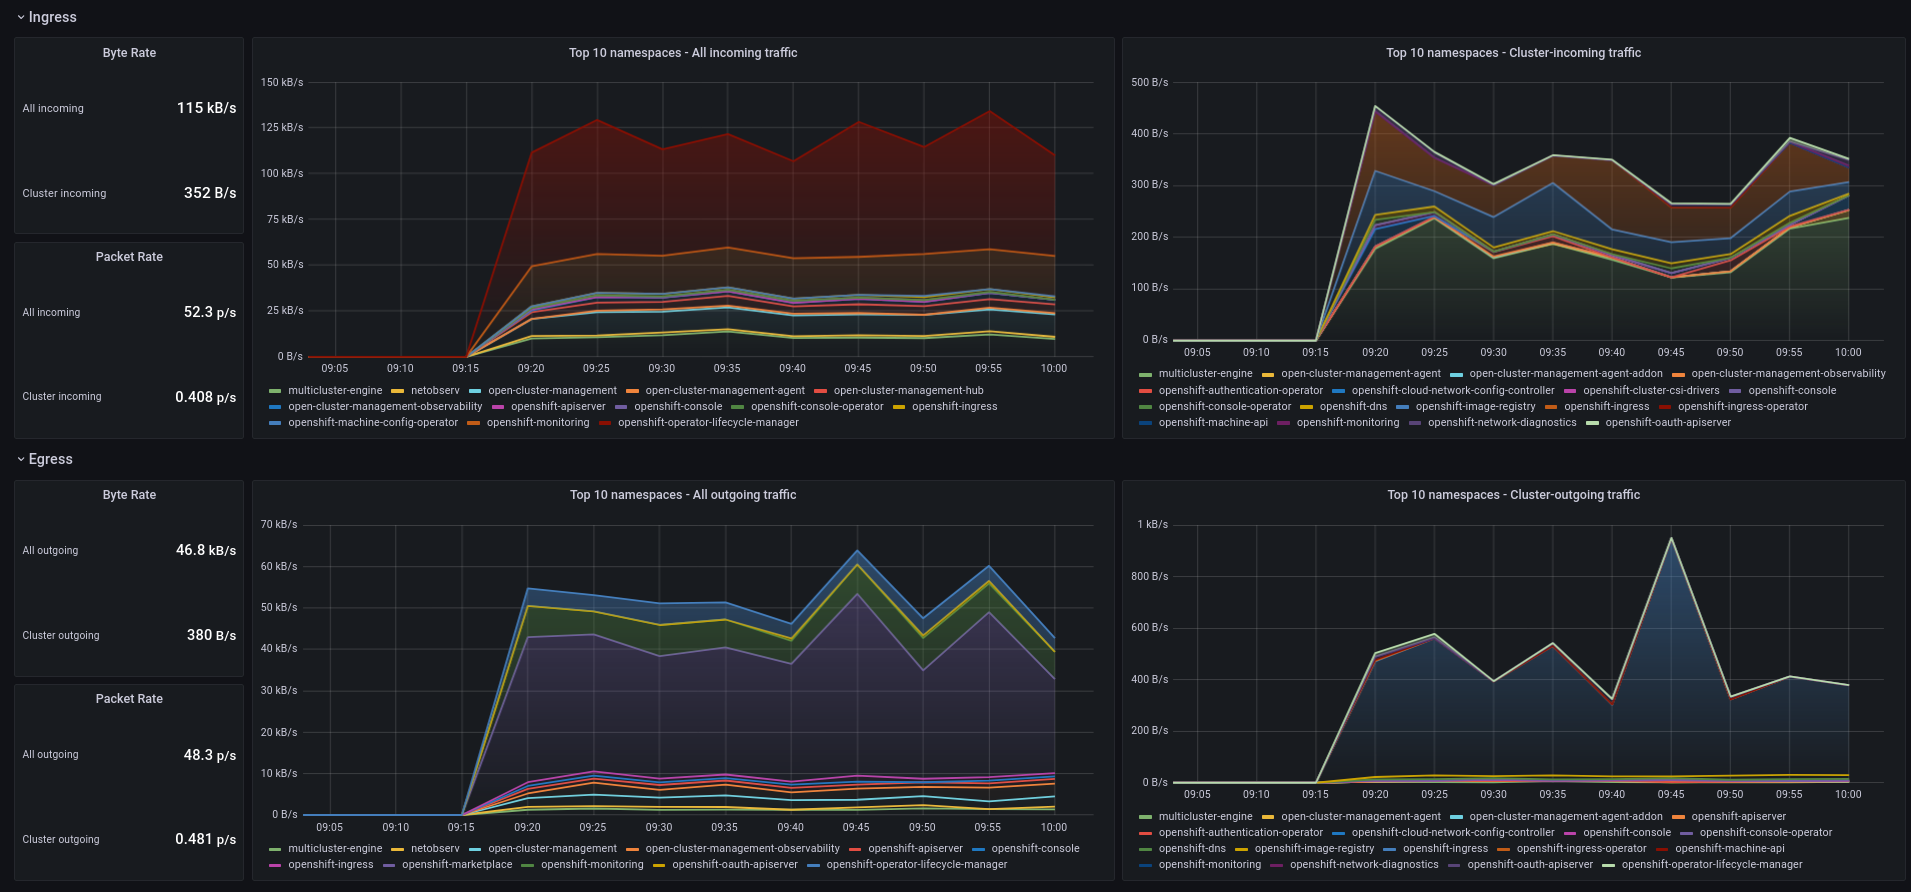 Ingress
Byte Rate
All incoming 115 kB/s
Cluster incoming 352 B/s
Packet Rate
All incoming 52.3 p/s
Cluster incoming 0.408 p/s
Top 10 namespaces - All incoming traffic
150 kB/s
125 kB/s
100 kB/s
75 kB/s
50 kB/s
25 kB/s
0 B/s
09:05 09:10 09:15 09:20 09:25 09:30 09:35 09:40 09:45 09:50 09:55 10:00
multicluster-engine netobserv open-cluster-management open-cluster-management-agent open-cluster-management-hub
open-cluster-management-observability openshift-apiserver openshift-console openshift-console-operator openshift-ingress
openshift-machine-config-operator openshift-monitoring openshift-operator-lifecycle-manager
Top 10 namespaces - Cluster-incoming traffic
500 B/s
400 B/s
300 B/s
200 B/s
100 B/s
0 B/s
09:05 09:10 09:15 09:20 09:25 09:30 09:35 09:40 09:45 09:50 09:55 10:00
multicluster-engine open-cluster-management-agent open-cluster-management-agent-addon open-cluster-management-observability
openshift-authentication-operator openshift-cloud-network-config-controller openshift-cluster-csi-drivers openshift-console
openshift-console-operator openshift-dns openshift-image-registry openshift-ingress openshift-ingress-operator
openshift-machine-api openshift-monitoring openshift-network-diagnostics openshift-oauth-apiserver
Egress
Byte Rate
All outgoing 46.8 kB/s
Cluster outgoing 380 B/s
Packet Rate
All outgoing 48.3 p/s
Cluster outgoing 0.481 p/s
Top 10 namespaces - All outgoing traffic
70 kB/s
60 kB/s
50 kB/s
40 kB/s
30 kB/s
20 kB/s
10 kB/s
0 B/s
09:05 09:10 09:15 09:20 09:25 09:30 09:35 09:40 09:45 09:50 09:55 10:00
multicluster-engine netobserv open-cluster-management open-cluster-management-observability openshift-apiserver openshift-console
openshift-ingress openshift-marketplace openshift-monitoring openshift-oauth-apiserver openshift-operator-lifecycle-manager
Top 10 namespaces - Cluster-outgoing traffic
1 kB/s
800 B/s
600 B/s
400 B/s
200 B/s
0 B/s
09:05 09:10 09:15 09:20 09:25 09:30 09:35 09:40 09:45 09:50 09:55 10:00
multicluster-engine open-cluster-management-agent open-cluster-management-agent-addon openshift-apiserver
openshift-authentication-operator openshift-cloud-network-config-controller openshift-console openshift-console-operator
openshift-dns openshift-image-registry openshift-ingress openshift-ingress-operator openshift-machine-api
openshift-monitoring openshift-network-diagnostics openshift-oauth-apiserver openshift-operator-lifecycle-manager